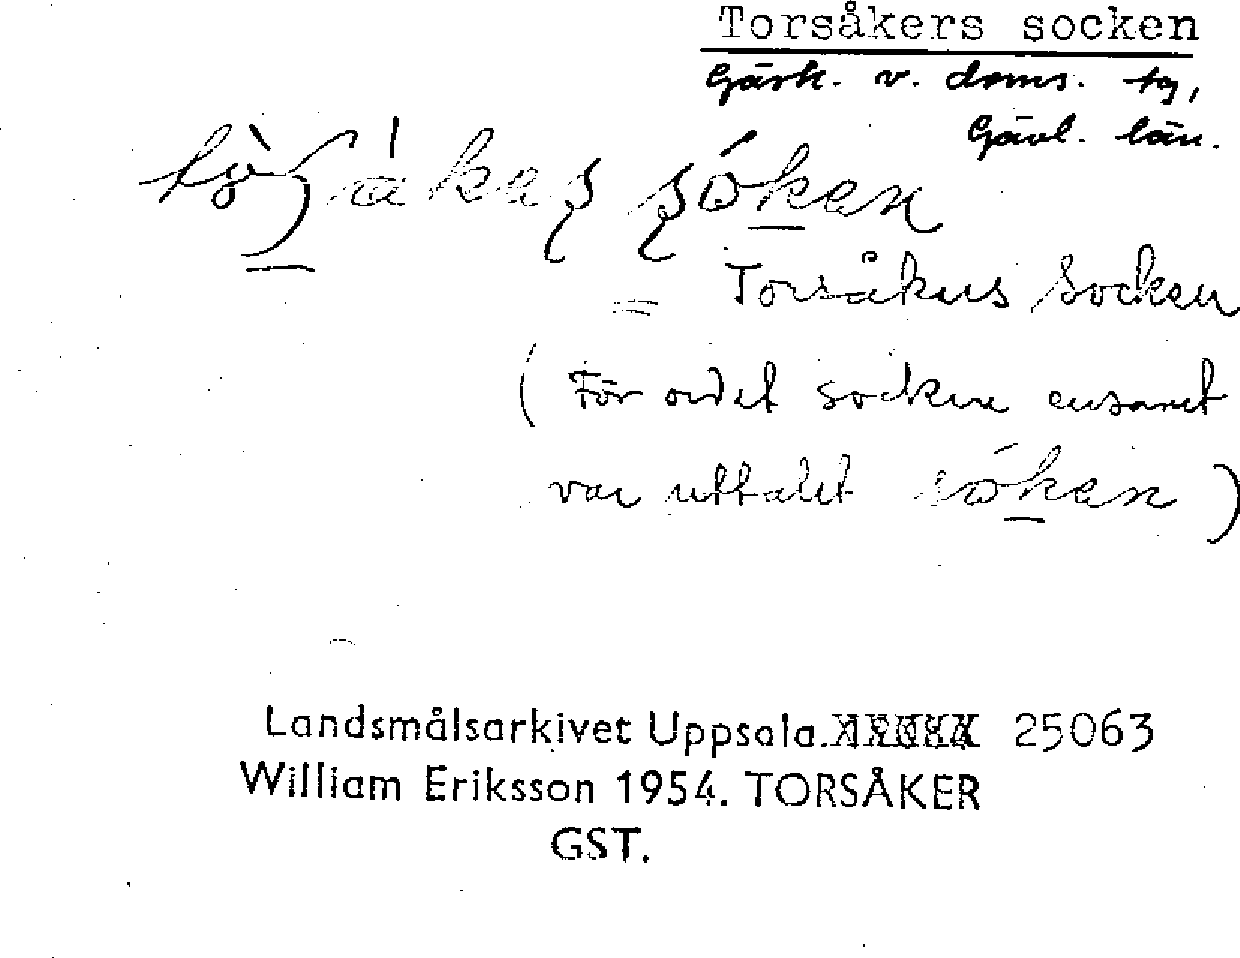 Torsåkers socken
Gästr. v. doms. tg,
Gävl. län.
= Torsåkers socken
( För ordet socken ensamt
var uttalet sóken )
Landsmålsarkivet Uppsala. 25063
William Eriksson 1954. TORSÅKER
GST.